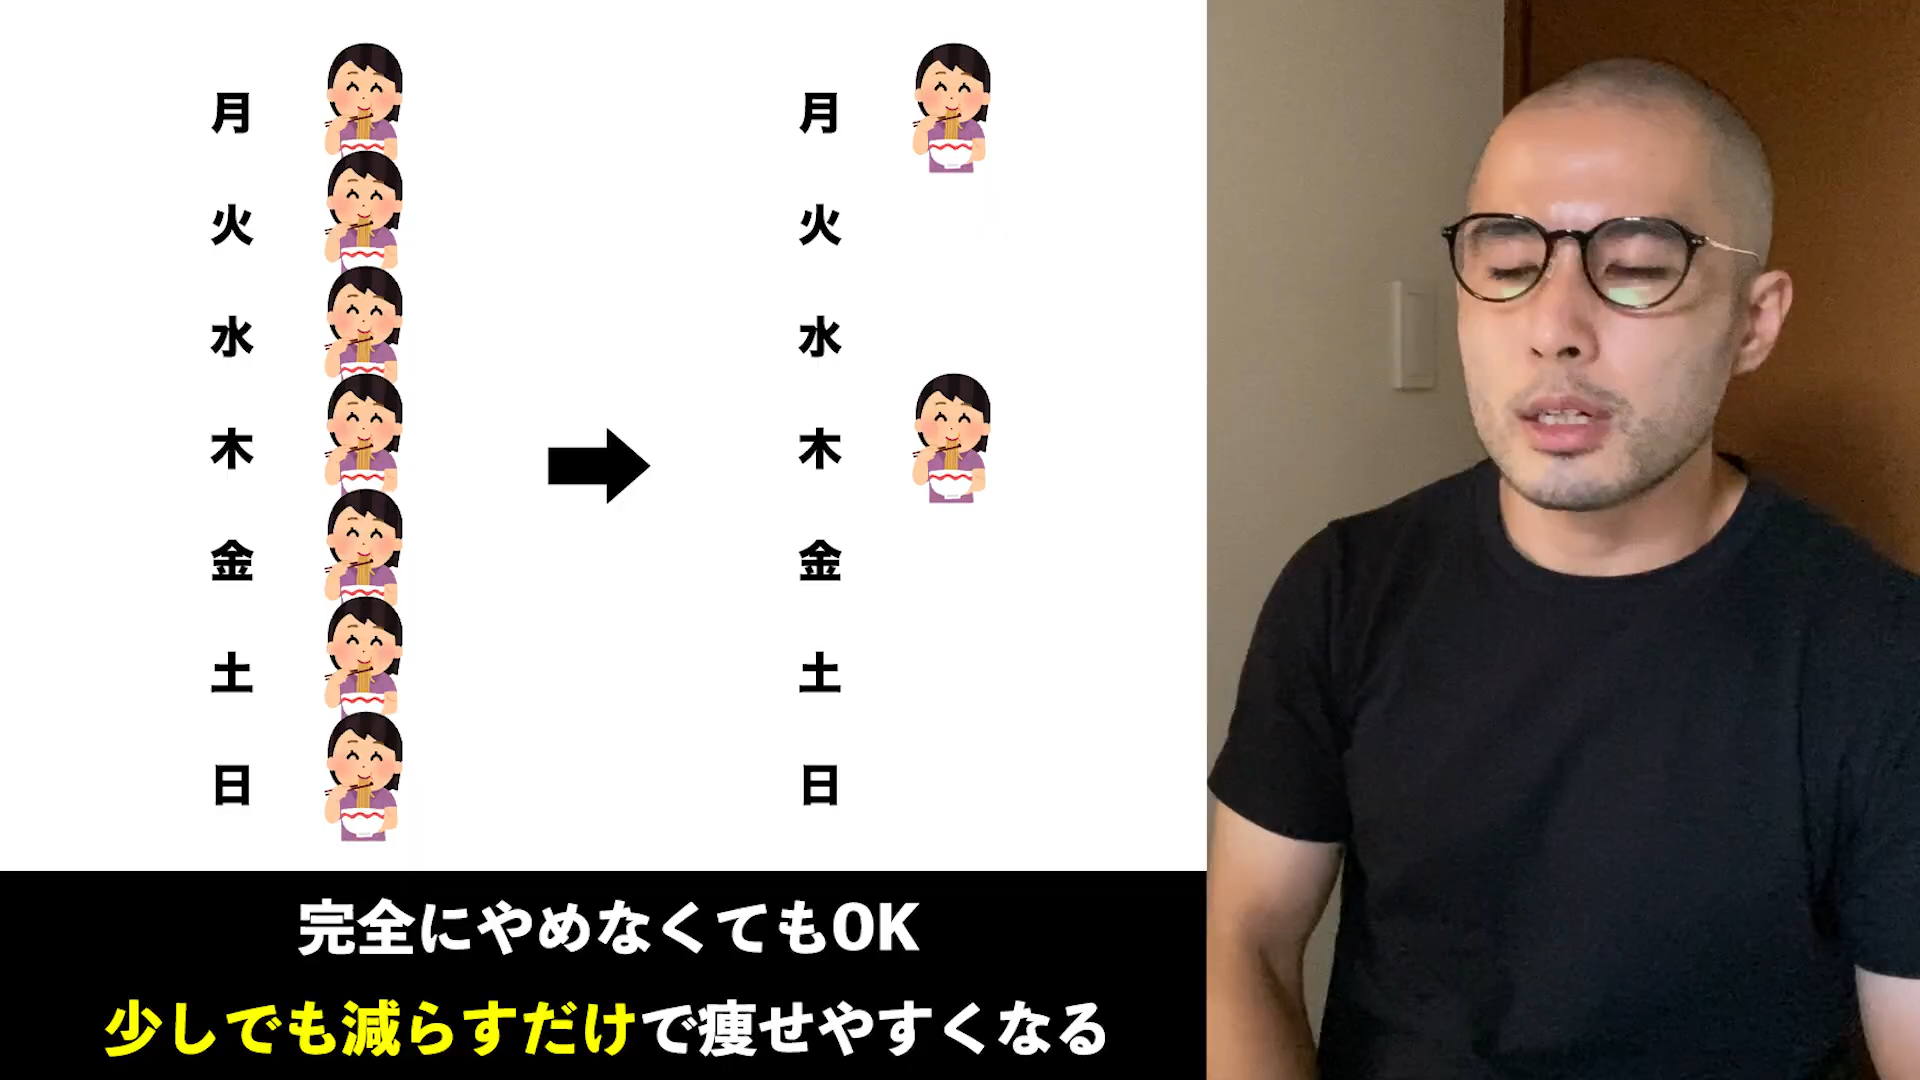 月
火
水
木
金
土
日
月
火
水
木
金
土
日
完全にやめなくてもOK
少しでも減らすだけで痩せやすくなる